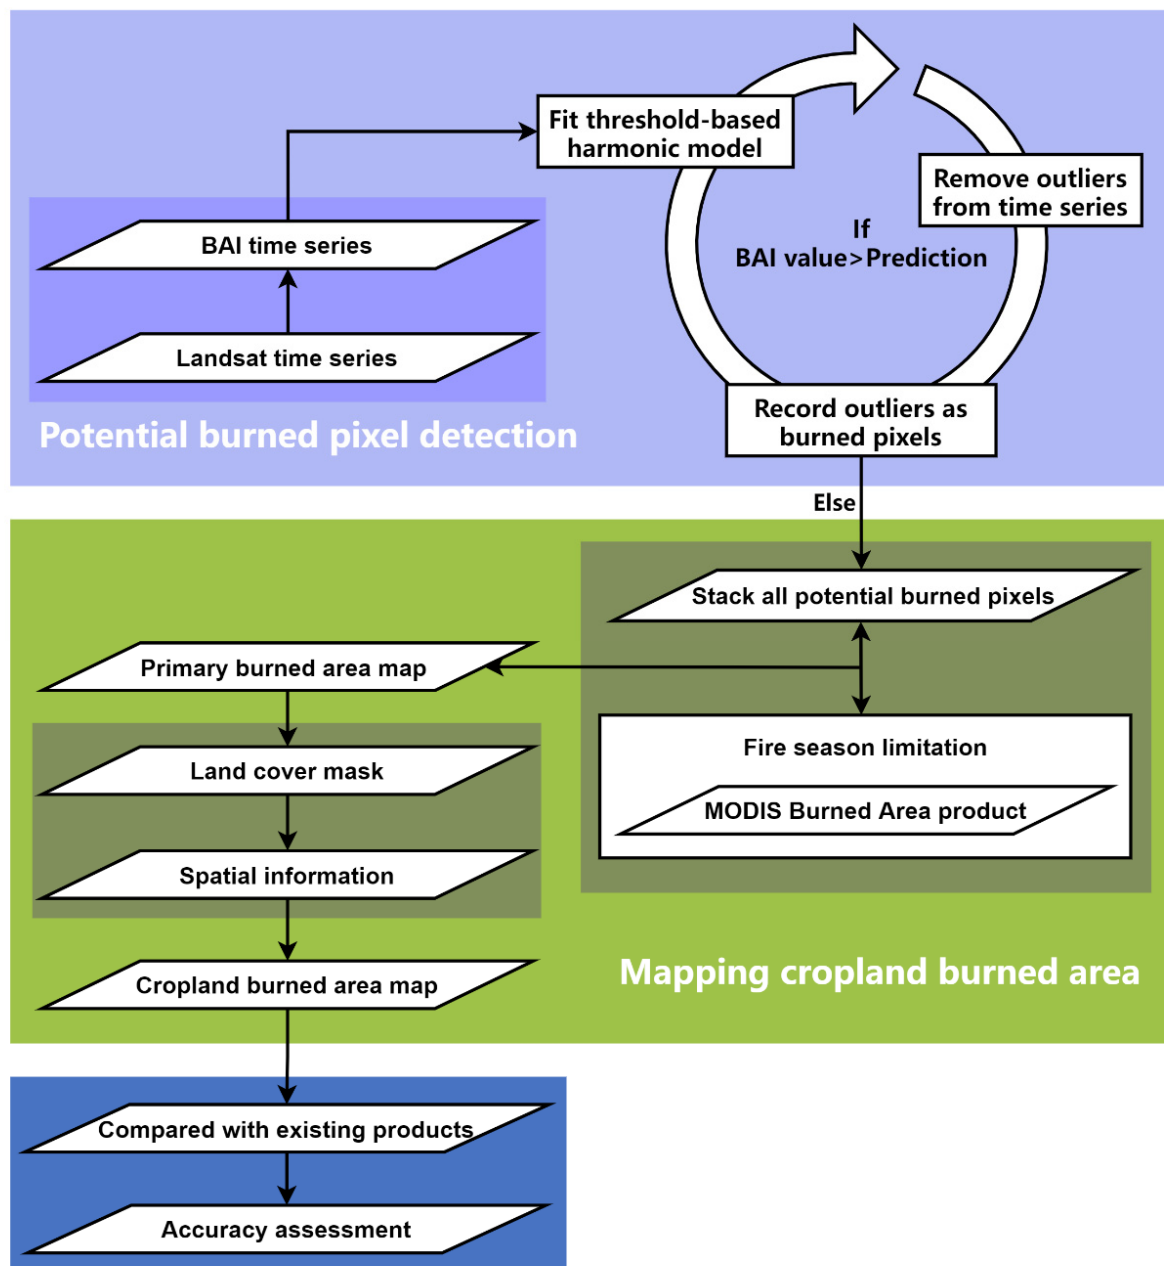 Fit threshold-based
harmonic model
Remove outliers
from time series
If
BAI value>Prediction
BAI time series
Landsat time series
Record outliers as
burned pixels
Potential burned pixel detection
Else
Stack all potential burned pixels
Primary burned area map
Fire season limitation
Land cover mask
MODIS Burned Area product
Spatial information
Cropland burned area map
Mapping cropland burned area
Compared with existing products
Accuracy assessment